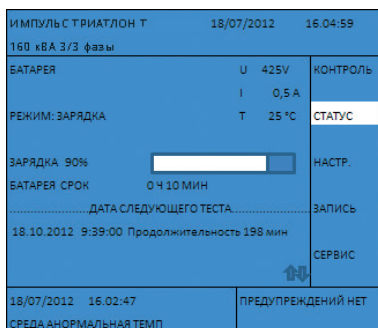 ИМПУЛЬС ТРИАТЛОН Т 18/07/2012 16:04:59
160 кВА 3/3 фазы
БАТАРЕЯ U 425V КОНТРОЛЬ
I 0,5 A
РЕЖИМ: ЗАРЯДКА T 25 °C СТАТУС
ЗАРЯДКА 90% НАСТР.
БАТАРЕЯ СРОК 0 Ч 10 МИН
..............ДАТА СЛЕДУЮЩЕГО ТЕСТА.............. ЗАПИСЬ
18.10.2012 9:39:00 Продолжительность 198 мин
СЕРВИС
18/07/2012 16.02:47 ПРЕДУПРЕЖДЕНИЙ НЕТ
СРЕДА АНОРМАЛЬНАЯ ТЕМП